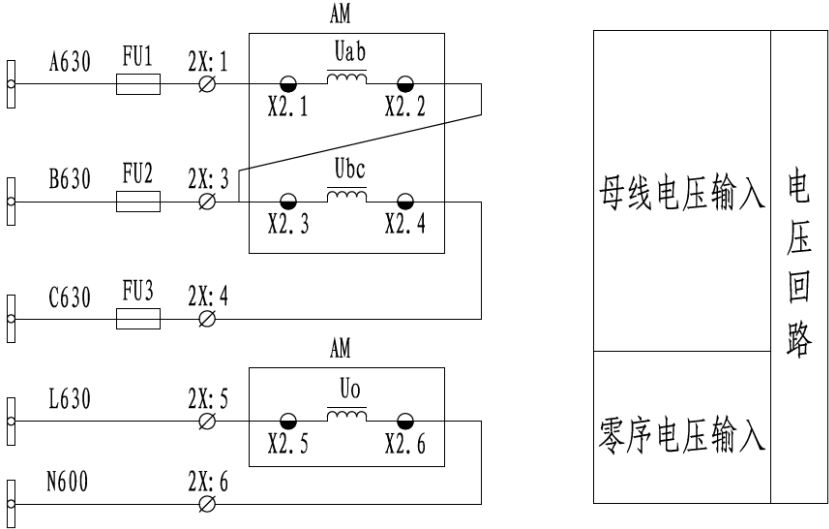 AM
A630 FU1 2X:1 Uab
X2.1 X2.2
B630 FU2 2X:3 Ubc
X2.3 X2.4
C630 FU3 2X:4
AM
L630 2X:5 Uo
X2.5 X2.6
N600 2X:6
母线电压输入
零序电压输入
电压回路